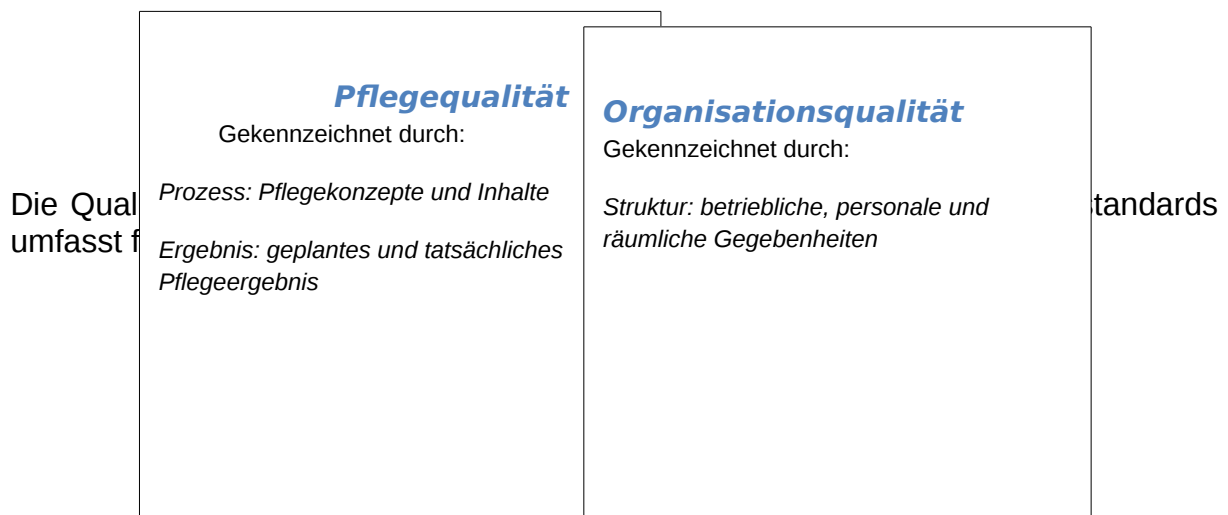 Pflegequalität
Gekennzeichnet durch:
Prozess: Pflegekonzepte und Inhalte
Ergebnis: geplantes und tatsächliches
Pflegeergebnis
Organisationsqualität
Gekennzeichnet durch:
Struktur: betriebliche, personale und
räumliche Gegebenheiten
Die Qual standards
umfasst f